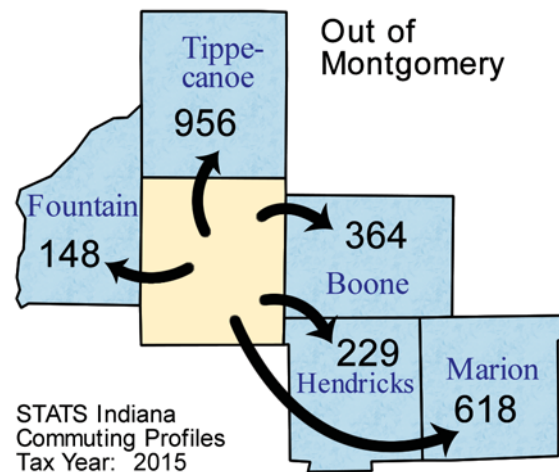 Out of
Montgomery
Tippe-
canoe
956
Fountain
148
364
Boone
229
Hendricks
Marion
618
STATS Indiana
Commuting Profiles
Tax Year: 2015